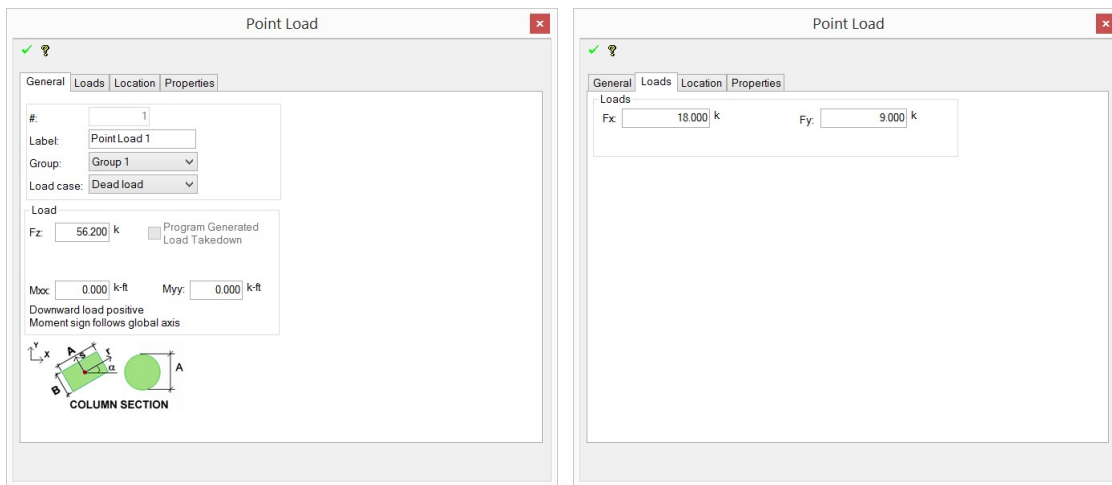 Point Load
General Loads Location Properties
#: 1
Label: Point Load 1
Group: Group 1
Load case: Dead load
Load
Fz: 56.200 k Program Generated
Load Takedown
Mxx: 0.000 k-ft Myy: 0.000 k-ft
Downward load positive
Moment sign follows global axis
Y
X
A
s
r
α
B
A
COLUMN SECTION
Point Load
General Loads Location Properties
Loads
Fx: 18.000 k Fy: 9.000 k